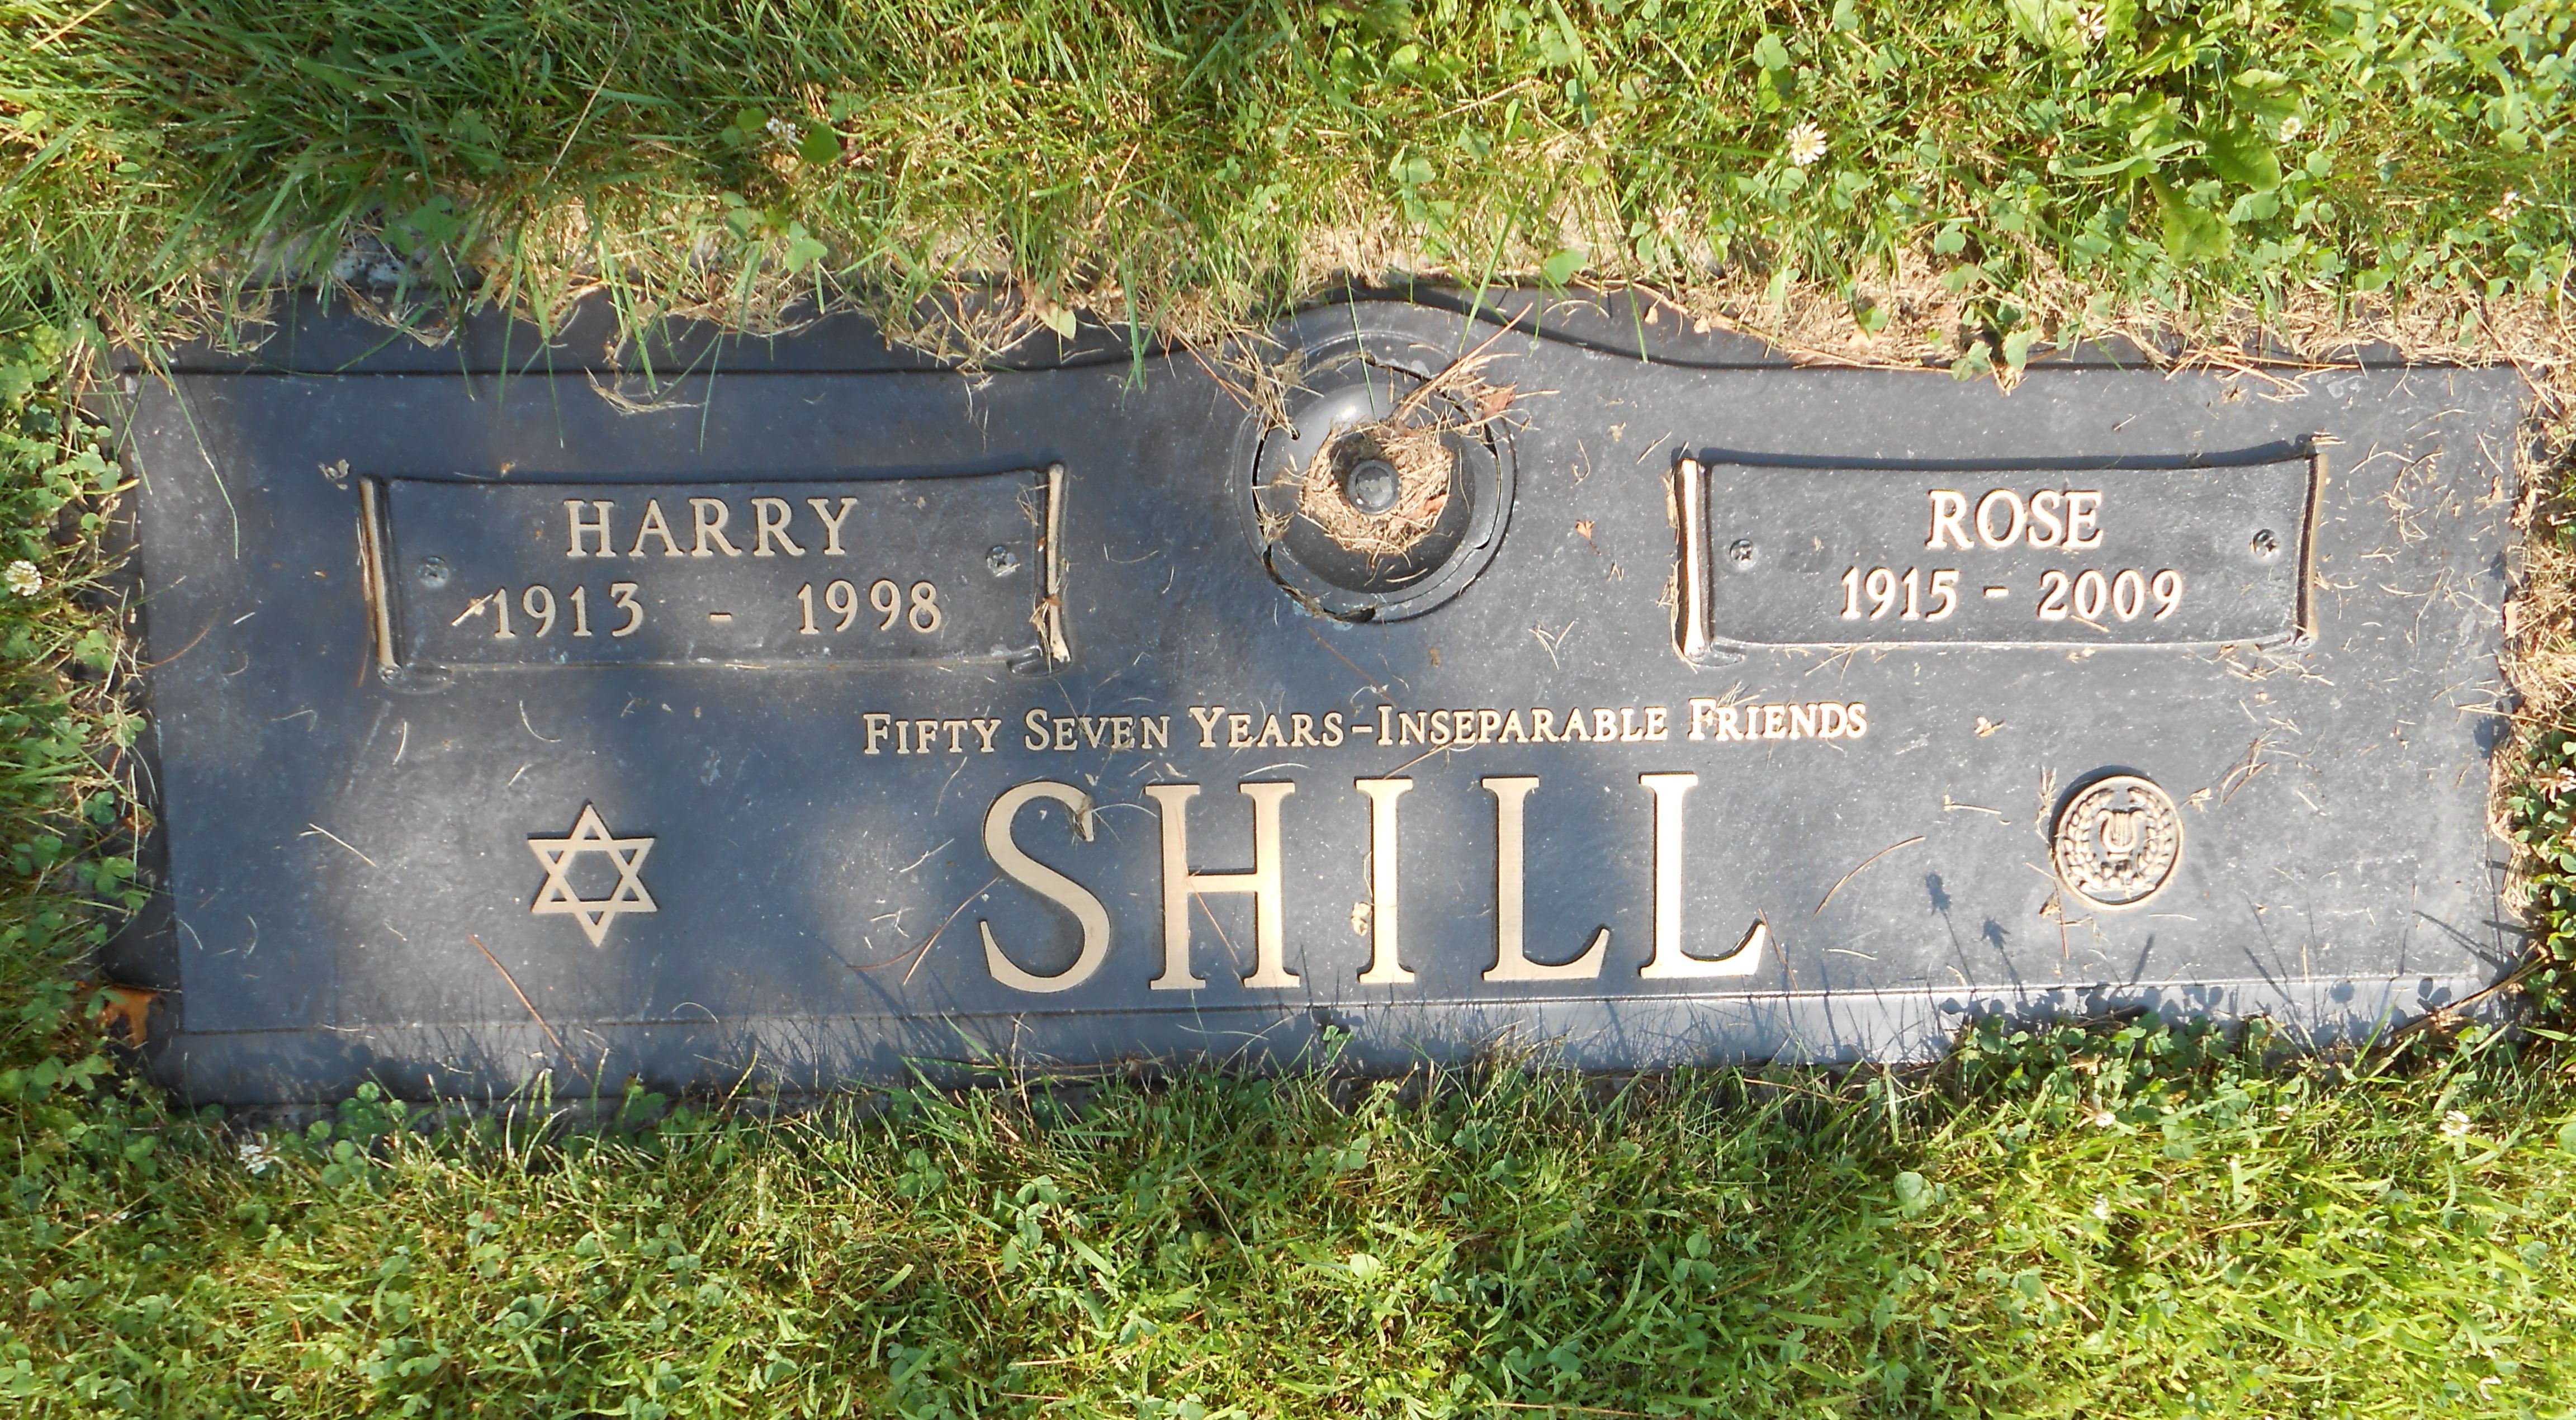 HARRY
1913 - 1998
ROSE
1915 - 2009
FIFTY SEVEN YEARS-INSEPARABLE FRIENDS
SHILL